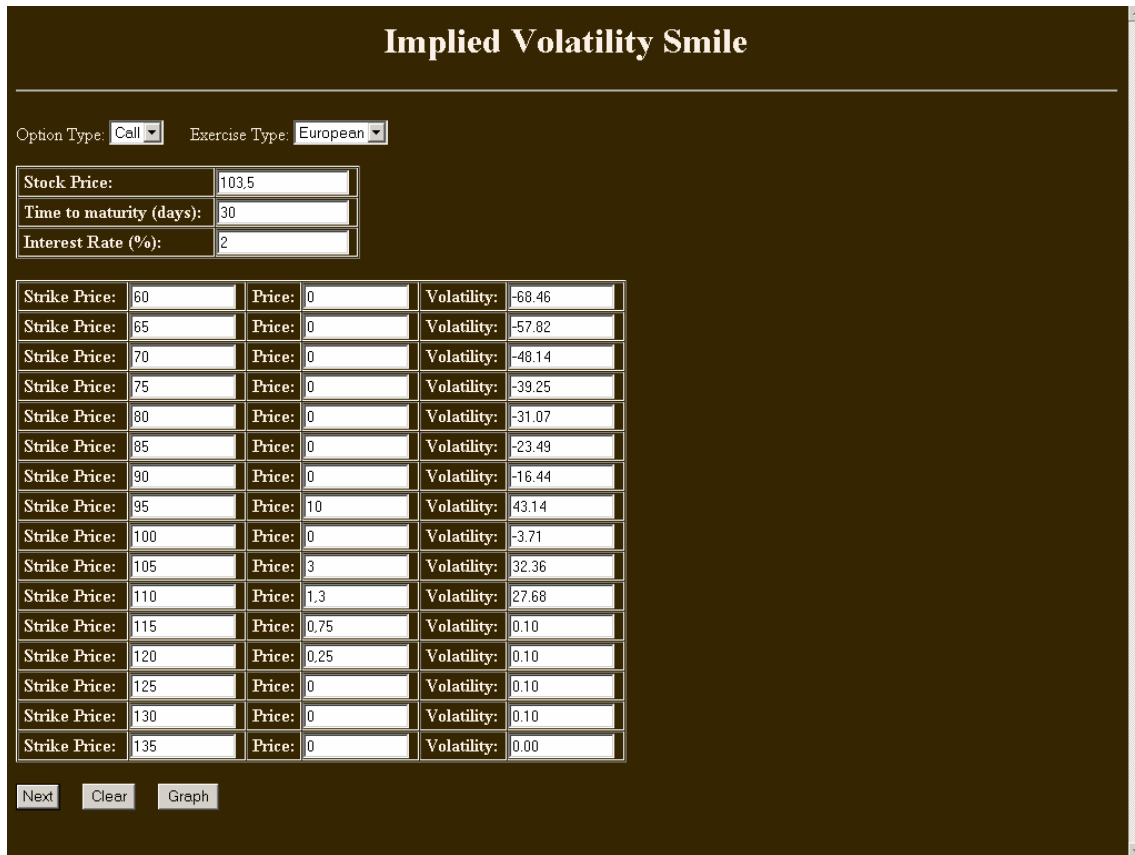 Implied Volatility Smile
Option Type: Call Exercise Type: European
Stock Price: 103,5
Time to maturity (days): 30
Interest Rate (%): 2
Strike Price: 60 Price: 0 Volatility: -68.46
Strike Price: 65 Price: 0 Volatility: -57.82
Strike Price: 70 Price: 0 Volatility: -48.14
Strike Price: 75 Price: 0 Volatility: -39.25
Strike Price: 80 Price: 0 Volatility: -31.07
Strike Price: 85 Price: 0 Volatility: -23.49
Strike Price: 90 Price: 0 Volatility: -16.44
Strike Price: 95 Price: 10 Volatility: 43.14
Strike Price: 100 Price: 0 Volatility: -3.71
Strike Price: 105 Price: 3 Volatility: 32.36
Strike Price: 110 Price: 1,3 Volatility: 27.68
Strike Price: 115 Price: 0,75 Volatility: 0.10
Strike Price: 120 Price: 0,25 Volatility: 0.10
Strike Price: 125 Price: 0 Volatility: 0.10
Strike Price: 130 Price: 0 Volatility: 0.10
Strike Price: 135 Price: 0 Volatility: 0.00
Next Clear Graph